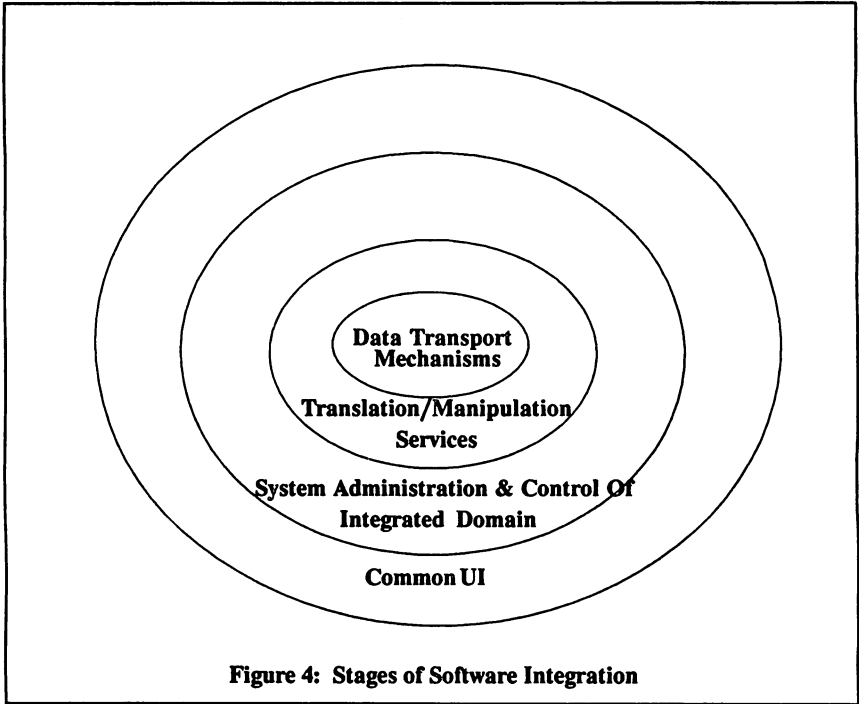 Data Transport
Mechanisms
Translation/Manipulation
Services
System Administration & Control Of
Integrated Domain
Common UI
Figure 4: Stages of Software Integration